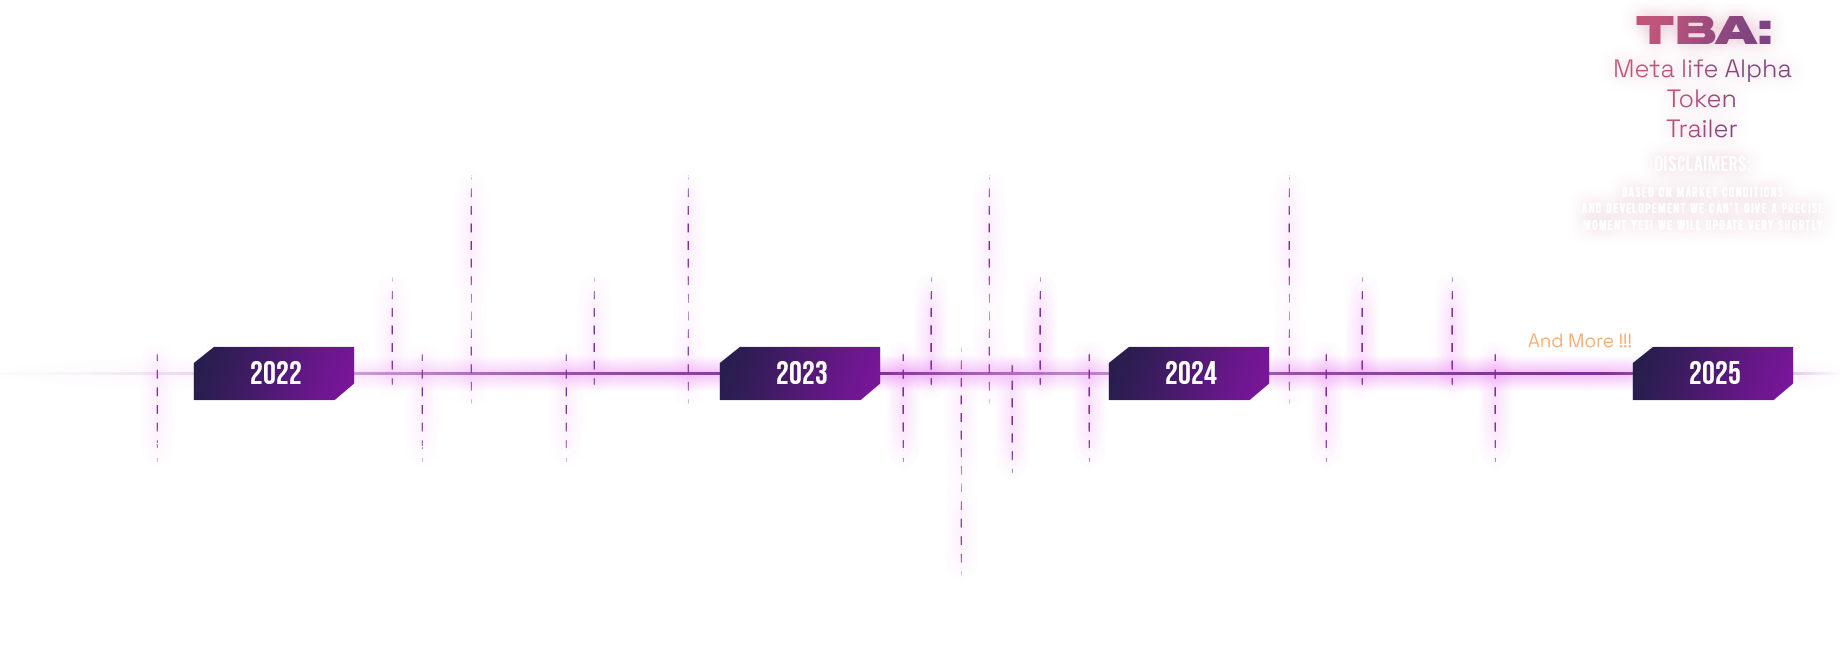 TBA:
Meta life Alpha
Token
Trailer
DISCLAIMERS:
BASED ON MARKET CONDITIONS
AND DEVELOPEMENT WE CAN'T GIVE A PRECISE
MOMENT YET! WE WILL UPDATE VERY SHORTLY
And More !!!
2022
2023
2024
2025